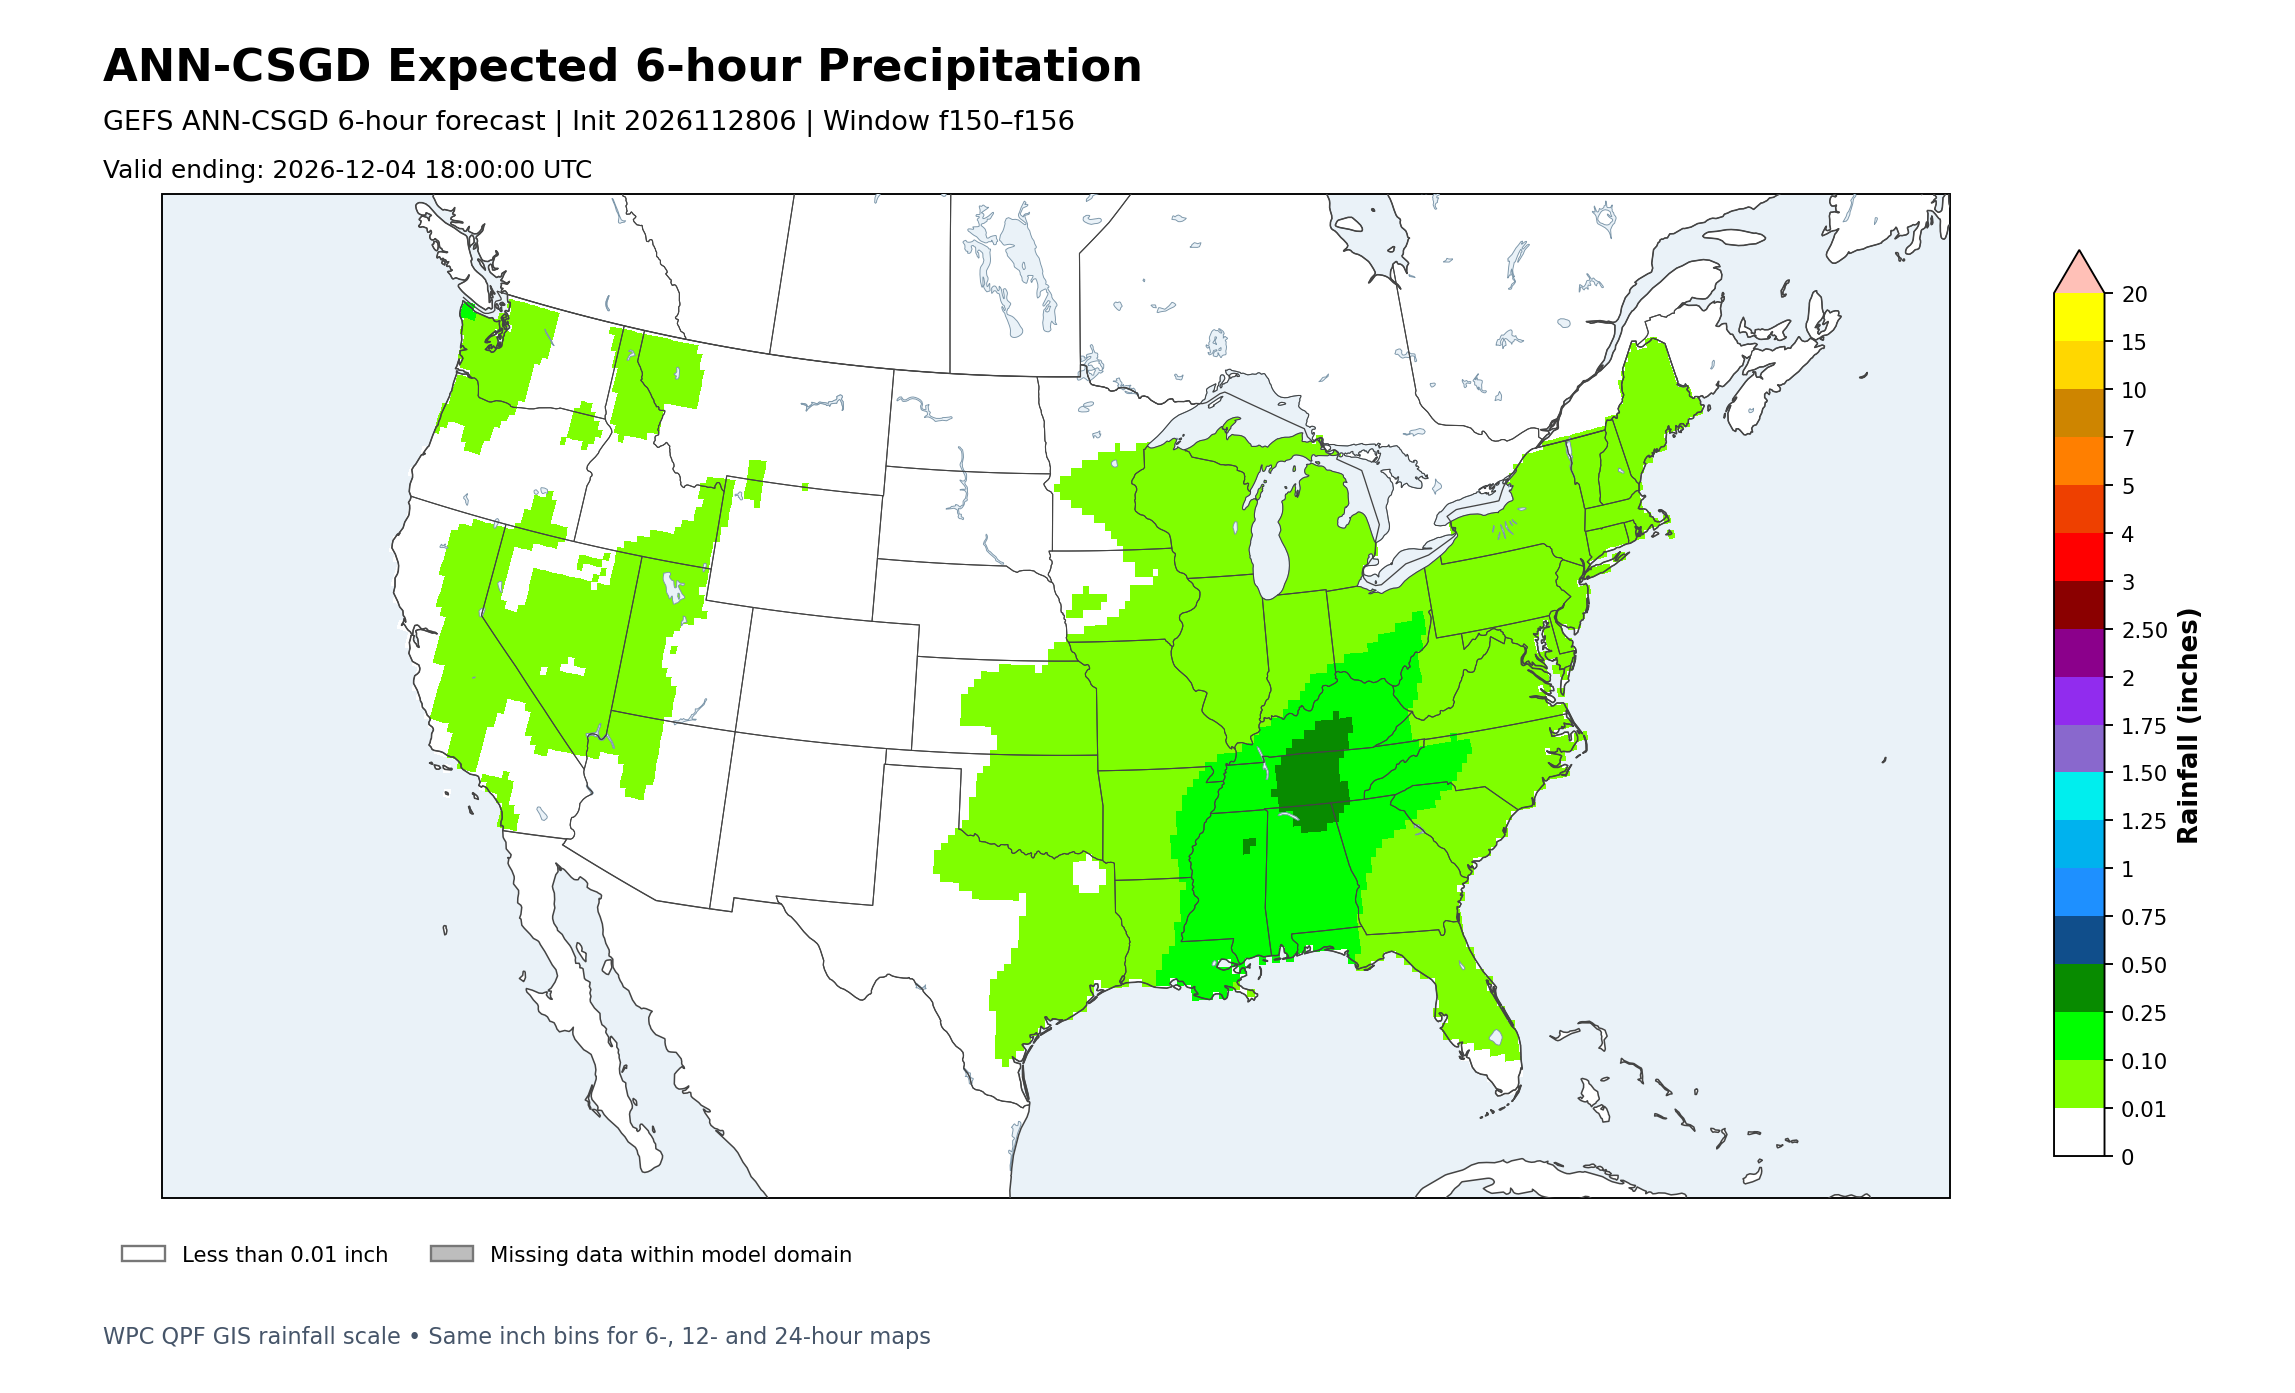 ANN-CSGD Expected 6-hour Precipitation
GEFS ANN-CSGD 6-hour forecast | Init 2026112806 | Window f150–f156
Valid ending: 2026-12-04 18:00:00 UTC
20
15
10
7
5
4
3
2.50
2
1.75
1.50
1.25
1
0.75
0.50
0.25
0.10
0.01
0
Rainfall (inches)
Less than 0.01 inch
Missing data within model domain
WPC QPF GIS rainfall scale • Same inch bins for 6-, 12- and 24-hour maps